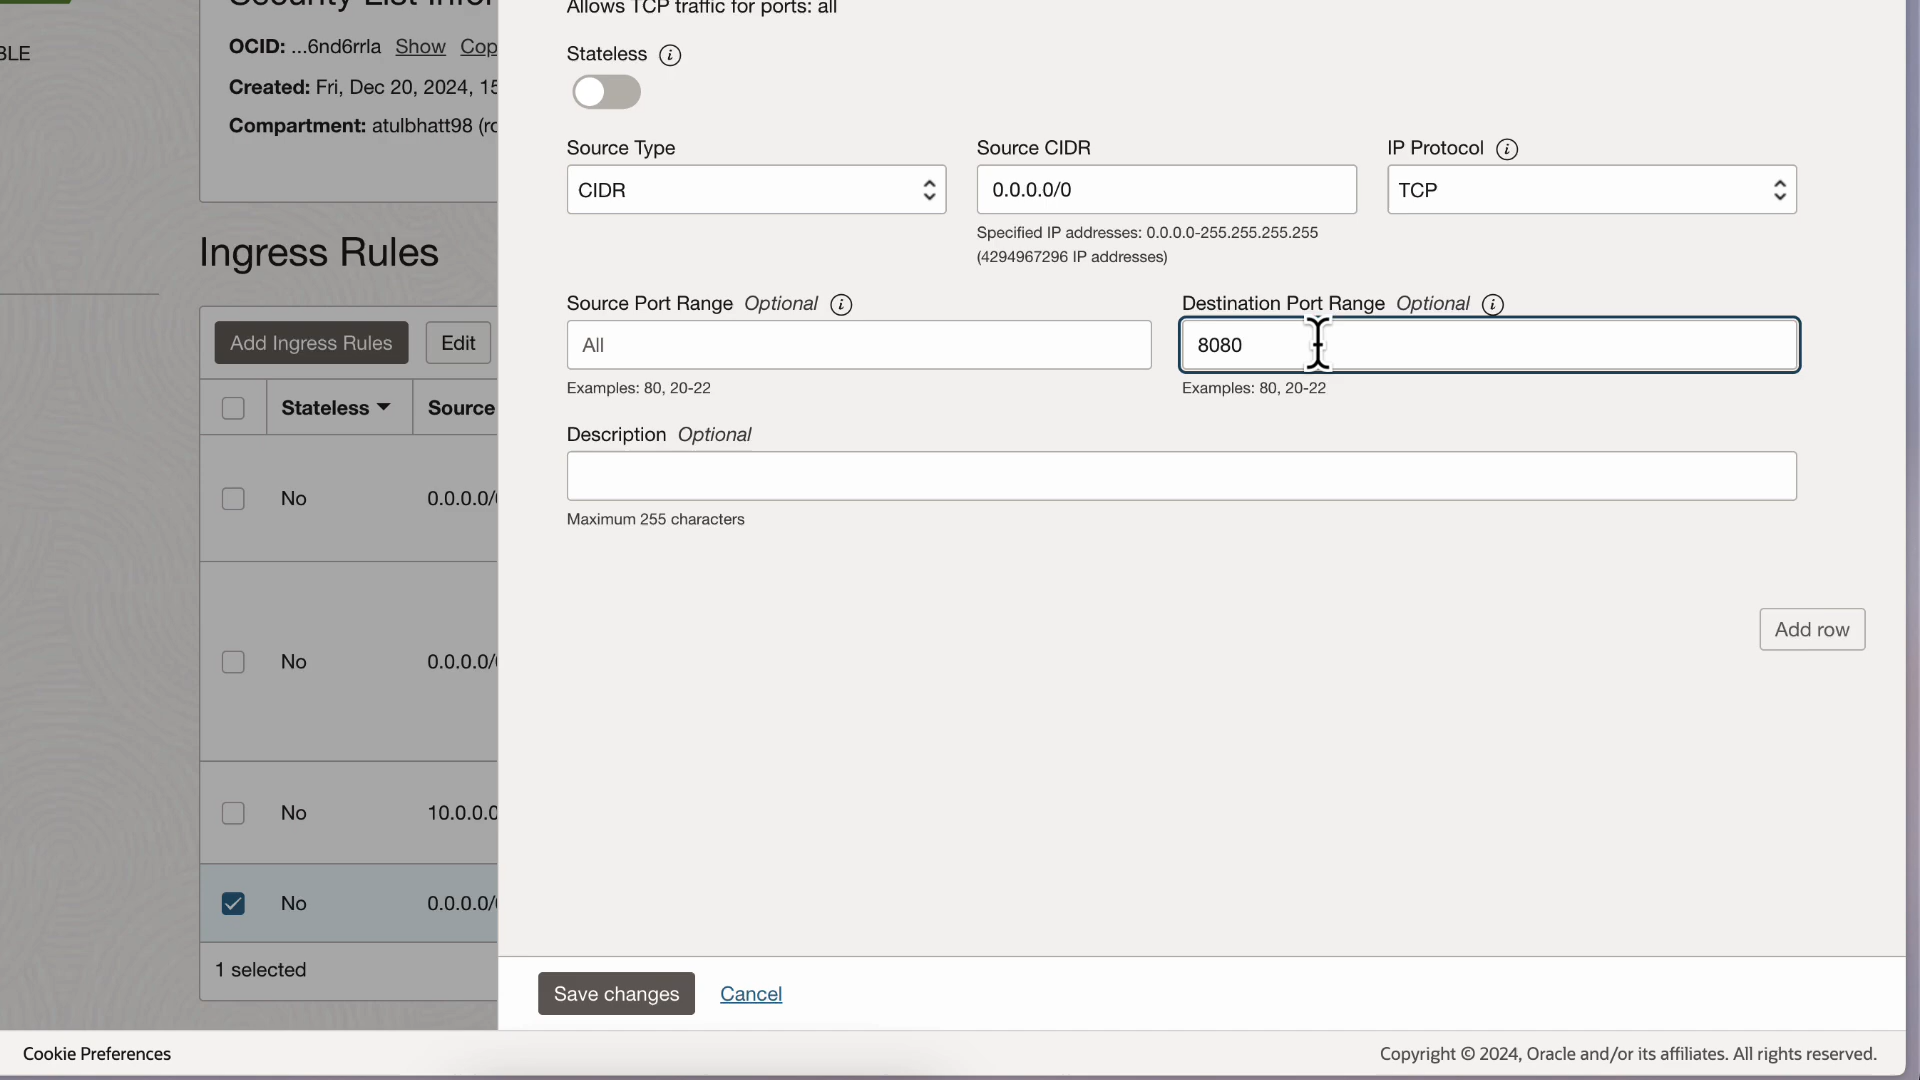 Allows TCP traffic for ports: all
OCID: ...6nd6rrla Show Cop
BLE
Stateless
Created: Fri, Dec 20, 2024, 15
Compartment: atulbhatt98 (ro
Source Type
Source CIDR
IP Protocol
CIDR
0.0.0.0/0
TCP
Specified IP addresses: 0.0.0.0-255.255.255.255
(4294967296 IP addresses)
Ingress Rules
Source Port Range Optional
Destination Port Range Optional
Add Ingress Rules
Edit
All
8080
Examples: 80, 20-22
Examples: 80, 20-22
Stateless
Source
Description Optional
No
0.0.0.0/
Maximum 255 characters
Add row
No
0.0.0.0/
No
10.0.0.0
No
0.0.0.0/
1 selected
Save changes
Cancel
Cookie Preferences
Copyright © 2024, Oracle and/or its affiliates. All rights reserved.